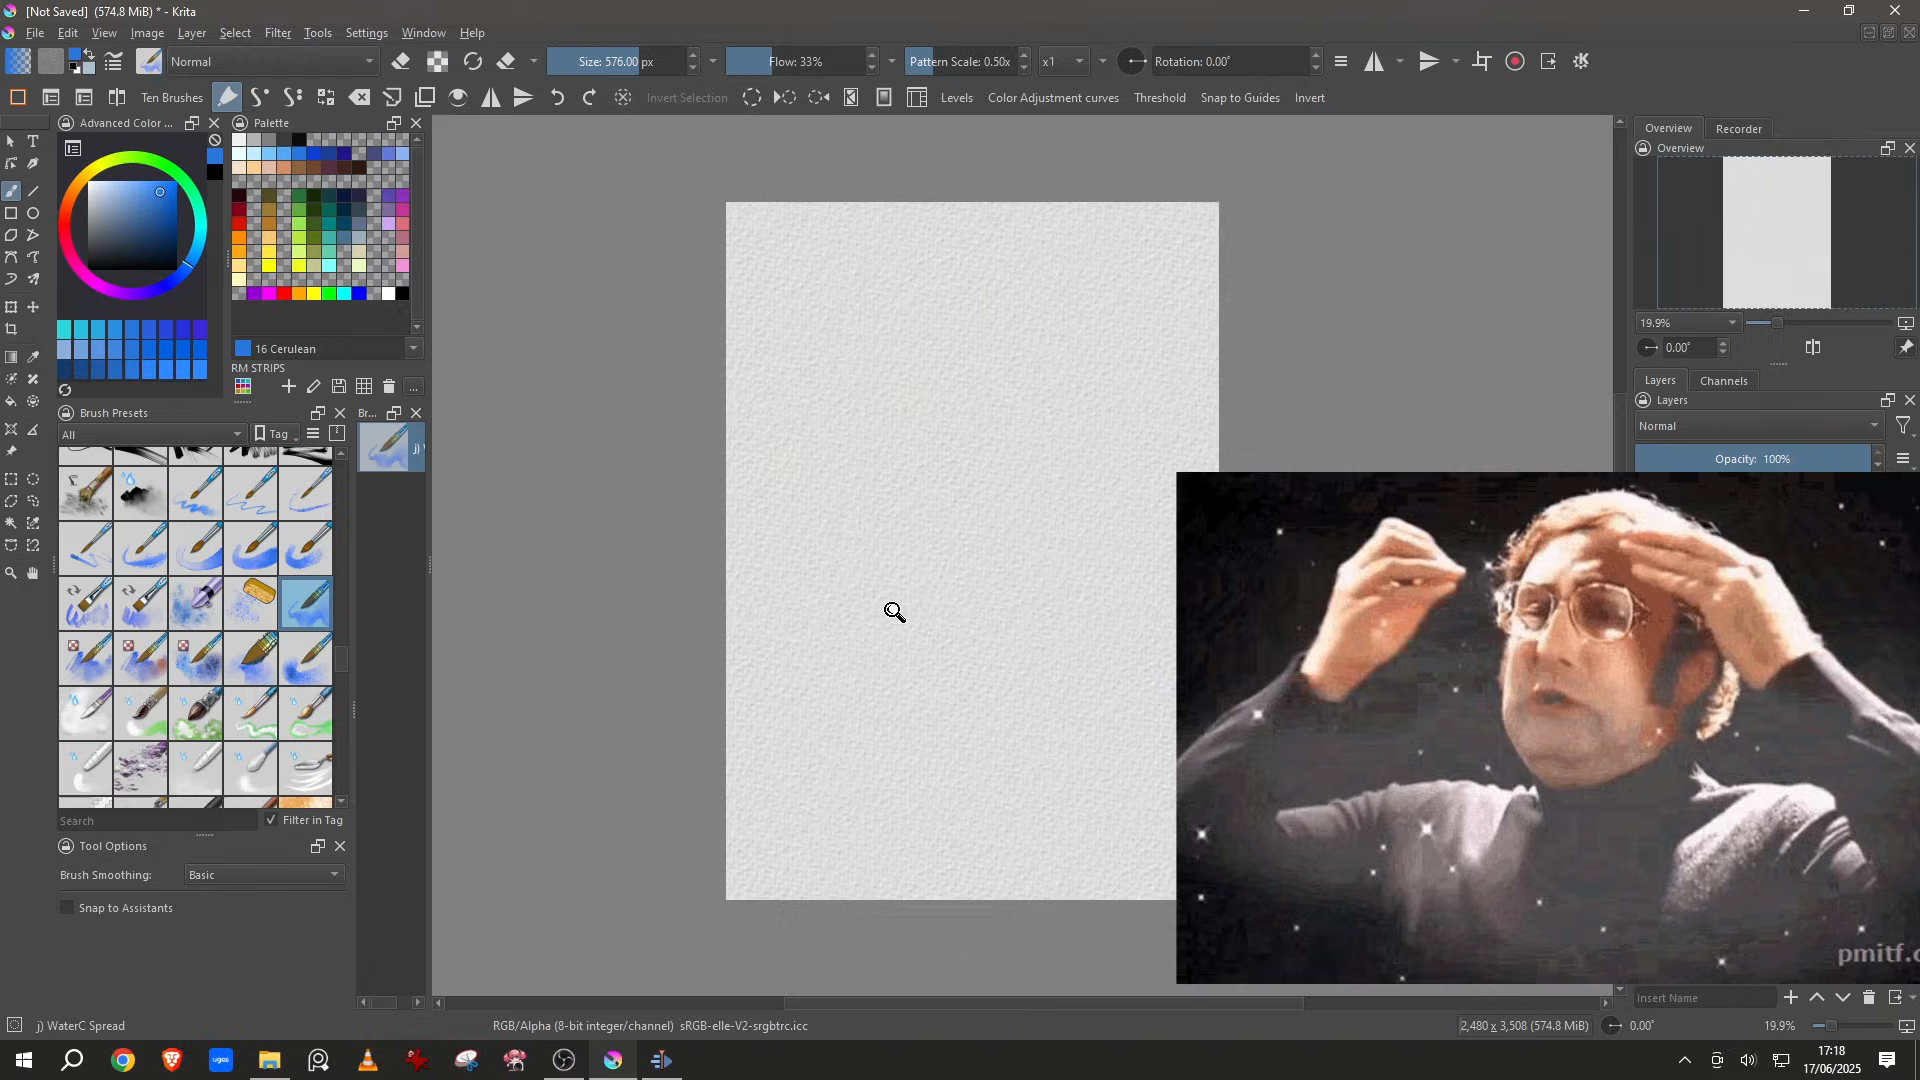 [Not Saved] (574.8 MiB) * - Krita
File Edit View Image Layer Select Filter Tools Settings Window Help
Normal Size: 576.00 px Flow: 33% Pattern Scale: 0.50x x1 Rotation: 0.00°
Ten Brushes Invert Selection Levels Color Adjustment curves Threshold Snap to Guides Invert
Advanced Color ... Palette
Overview Recorder
Overview
19.9%
0.00°
16 Cerulean
RM STRIPS
...
Layers Channels
Layers
Normal
Opacity: 100%
Brush Presets Br...
All Tag
j)
Search Filter in Tag
Tool Options
Brush Smoothing: Basic
Snap to Assistants
pmitf.c
Insert Name
j) WaterC Spread RGB/Alpha (8-bit integer/channel) sRGB-elle-V2-srgbtrc.icc 2,480 x 3,508 (574.8 MiB) 0.00° 19.9%
ugee
17:18
17/06/2025